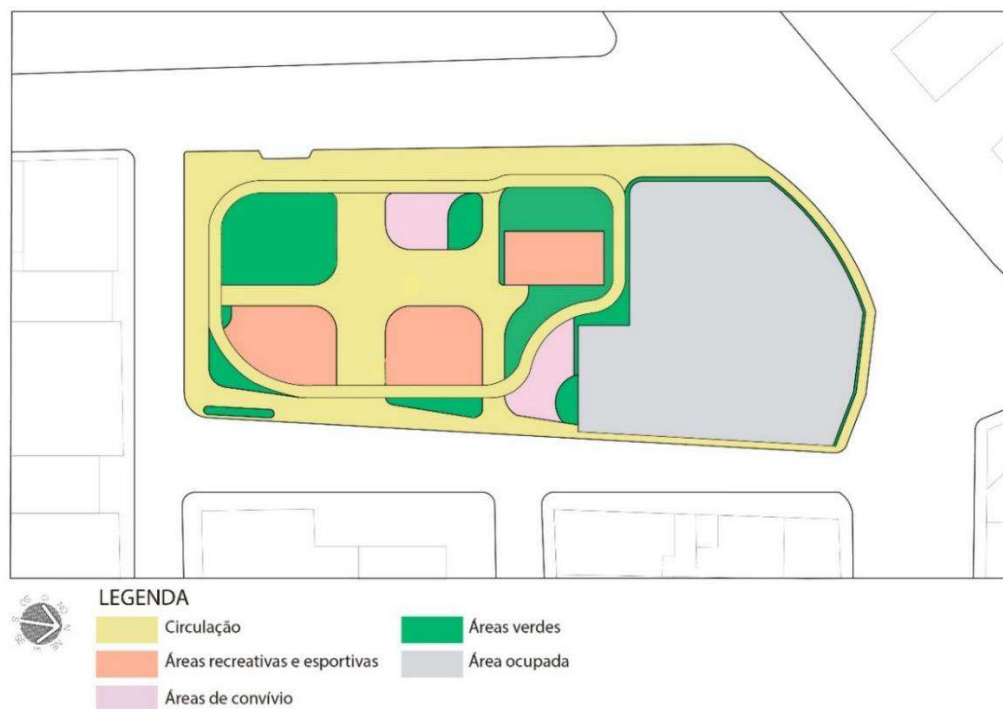 LEGENDA
Circulação
Áreas verdes
Áreas recreativas e esportivas
Área ocupada
Áreas de convívio